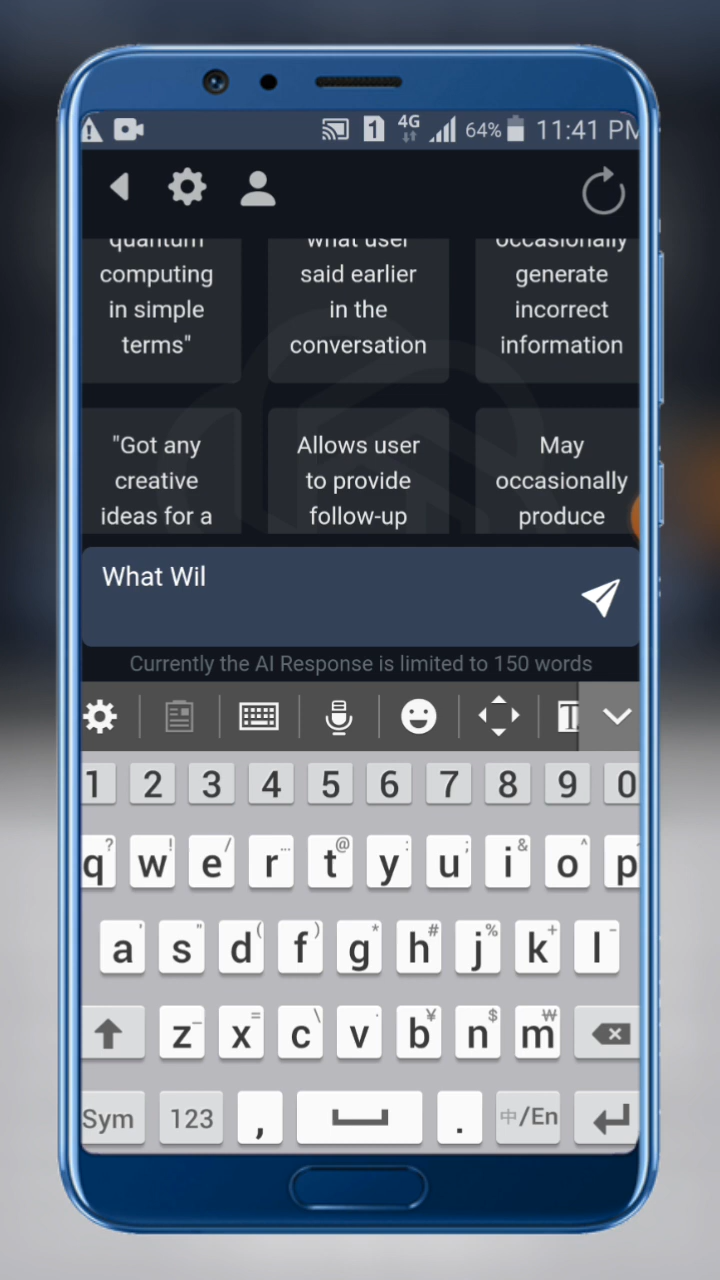 1 4G 64% 11:41 PM
quantum
computing
in simple
terms"
what user
said earlier
in the
conversation
occasionally
generate
incorrect
information
"Got any
creative
ideas for a
Allows user
to provide
follow-up
May
occasionally
produce
What Wil
Currently the AI Response is limited to 150 words
T
1 2 3 4 5 6 7 8 9 0
? ! / ... @ : ; & ^
q w e r t y u i o p
' " ( ) * # % + -
a s d f g h j k l
_ = \ · ¥ $ ₩
z x c v b n m
Sym 123 , . 中/En